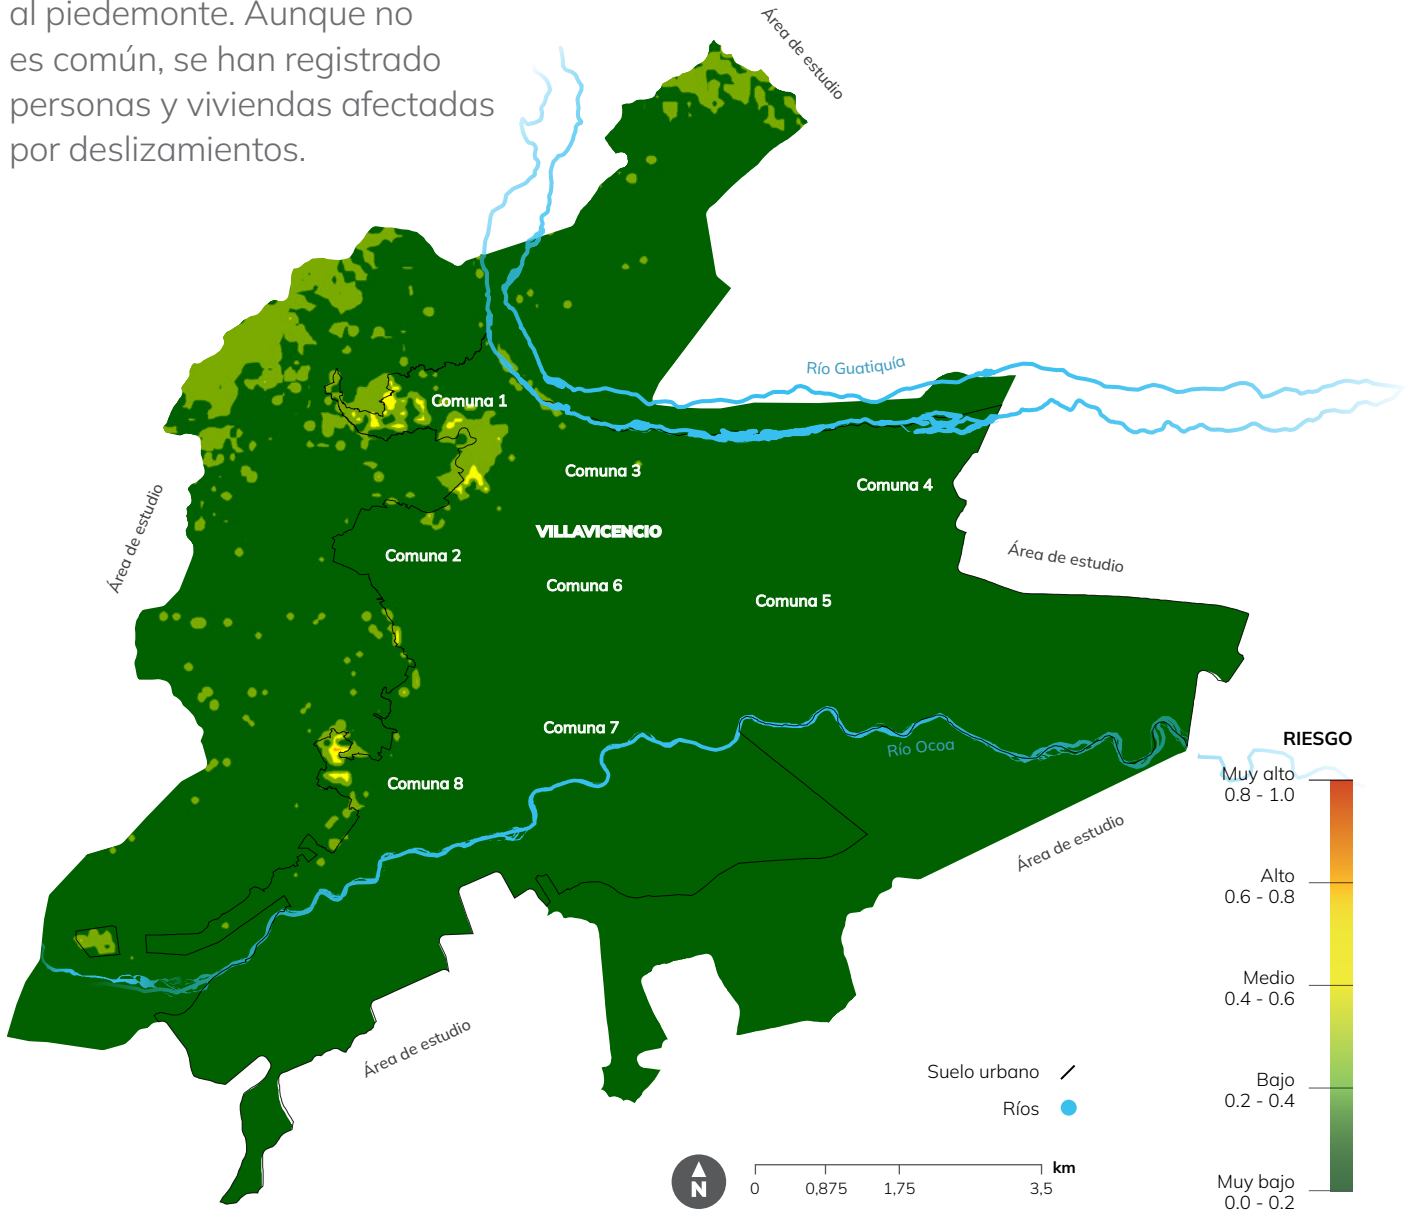 al piedemonte. Aunque no
es común, se han registrado
personas y viviendas afectadas
por deslizamientos.
Área de estudio
Río Guatiquía
Comuna 1
Comuna 3
Comuna 4
Área de estudio
VILLAVICENCIO
Comuna 2
Área de estudio
Comuna 6
Comuna 5
Comuna 7
Río Ocoa
Comuna 8
Área de estudio
Área de estudio
RIESGO
Muy alto
0.8 - 1.0
Alto
0.6 - 0.8
Medio
0.4 - 0.6
Bajo
0.2 - 0.4
Muy bajo
0.0 - 0.2
Suelo urbano
Ríos
N
km
0 0,875 1,75 3,5